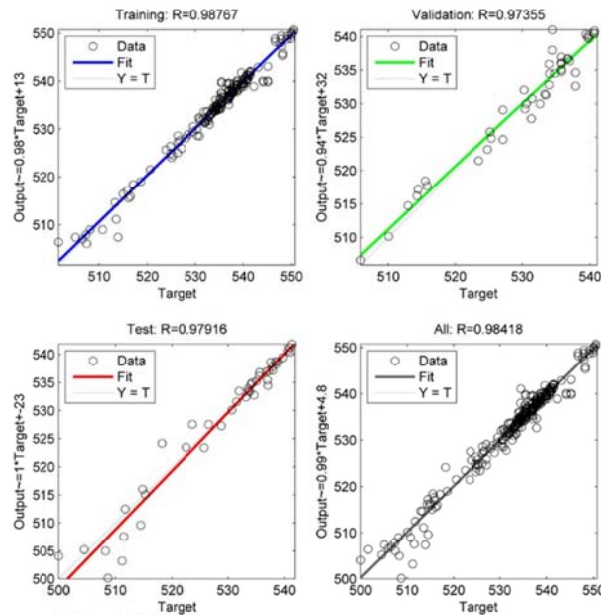 Training: R=0.98767
Output~=0.98*Target+13
Data
Fit
Y = T
550
540
530
520
510
510 520 530 540 550
Target
Validation: R=0.97355
Output~=0.94*Target+32
Data
Fit
Y = T
540
535
530
525
520
515
510
510 520 530 540
Target
Test: R=0.97916
Output~=1*Target+-23
Data
Fit
Y = T
540
535
530
525
520
515
510
505
500
500 510 520 530 540
Target
All: R=0.98418
Output~=0.99*Target+4.8
Data
Fit
Y = T
550
540
530
520
510
500
500 510 520 530 540 550
Target